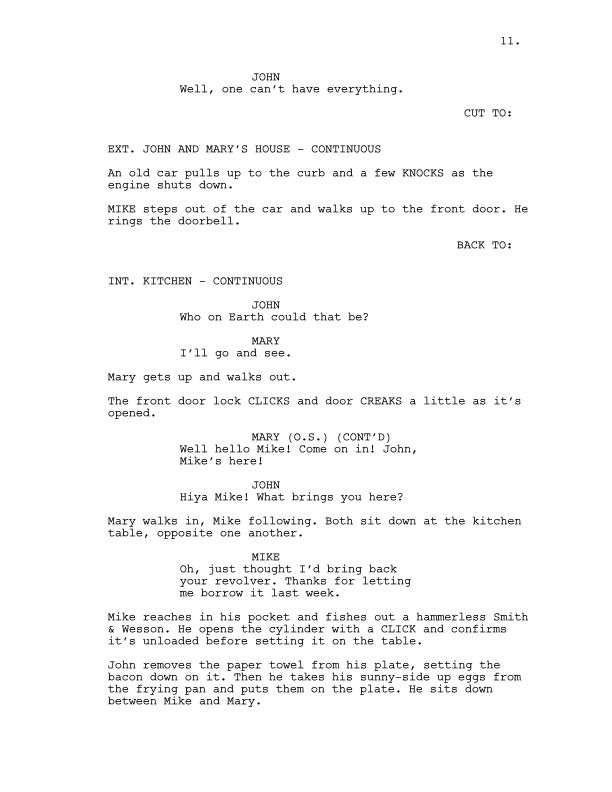 11.
JOHN
Well, one can't have everything.
CUT TO:
EXT. JOHN AND MARY'S HOUSE - CONTINUOUS
An old car pulls up to the curb and a few KNOCKS as the
engine shuts down.
MIKE steps out of the car and walks up to the front door. He
rings the doorbell.
BACK TO:
INT. KITCHEN - CONTINUOUS
JOHN
Who on Earth could that be?
MARY
I'll go and see.
Mary gets up and walks out.
The front door lock CLICKS and door CREAKS a little as it's
opened.
MARY (O.S.) (CONT'D)
Well hello Mike! Come on in! John,
Mike's here!
JOHN
Hiya Mike! What brings you here?
Mary walks in, Mike following. Both sit down at the kitchen
table, opposite one another.
MIKE
Oh, just thought I'd bring back
your revolver. Thanks for letting
me borrow it last week.
Mike reaches in his pocket and fishes out a hammerless Smith
& Wesson. He opens the cylinder with a CLICK and confirms
it's unloaded before setting it on the table.
John removes the paper towel from his plate, setting the
bacon down on it. Then he takes his sunny-side up eggs from
the frying pan and puts them on the plate. He sits down
between Mike and Mary.